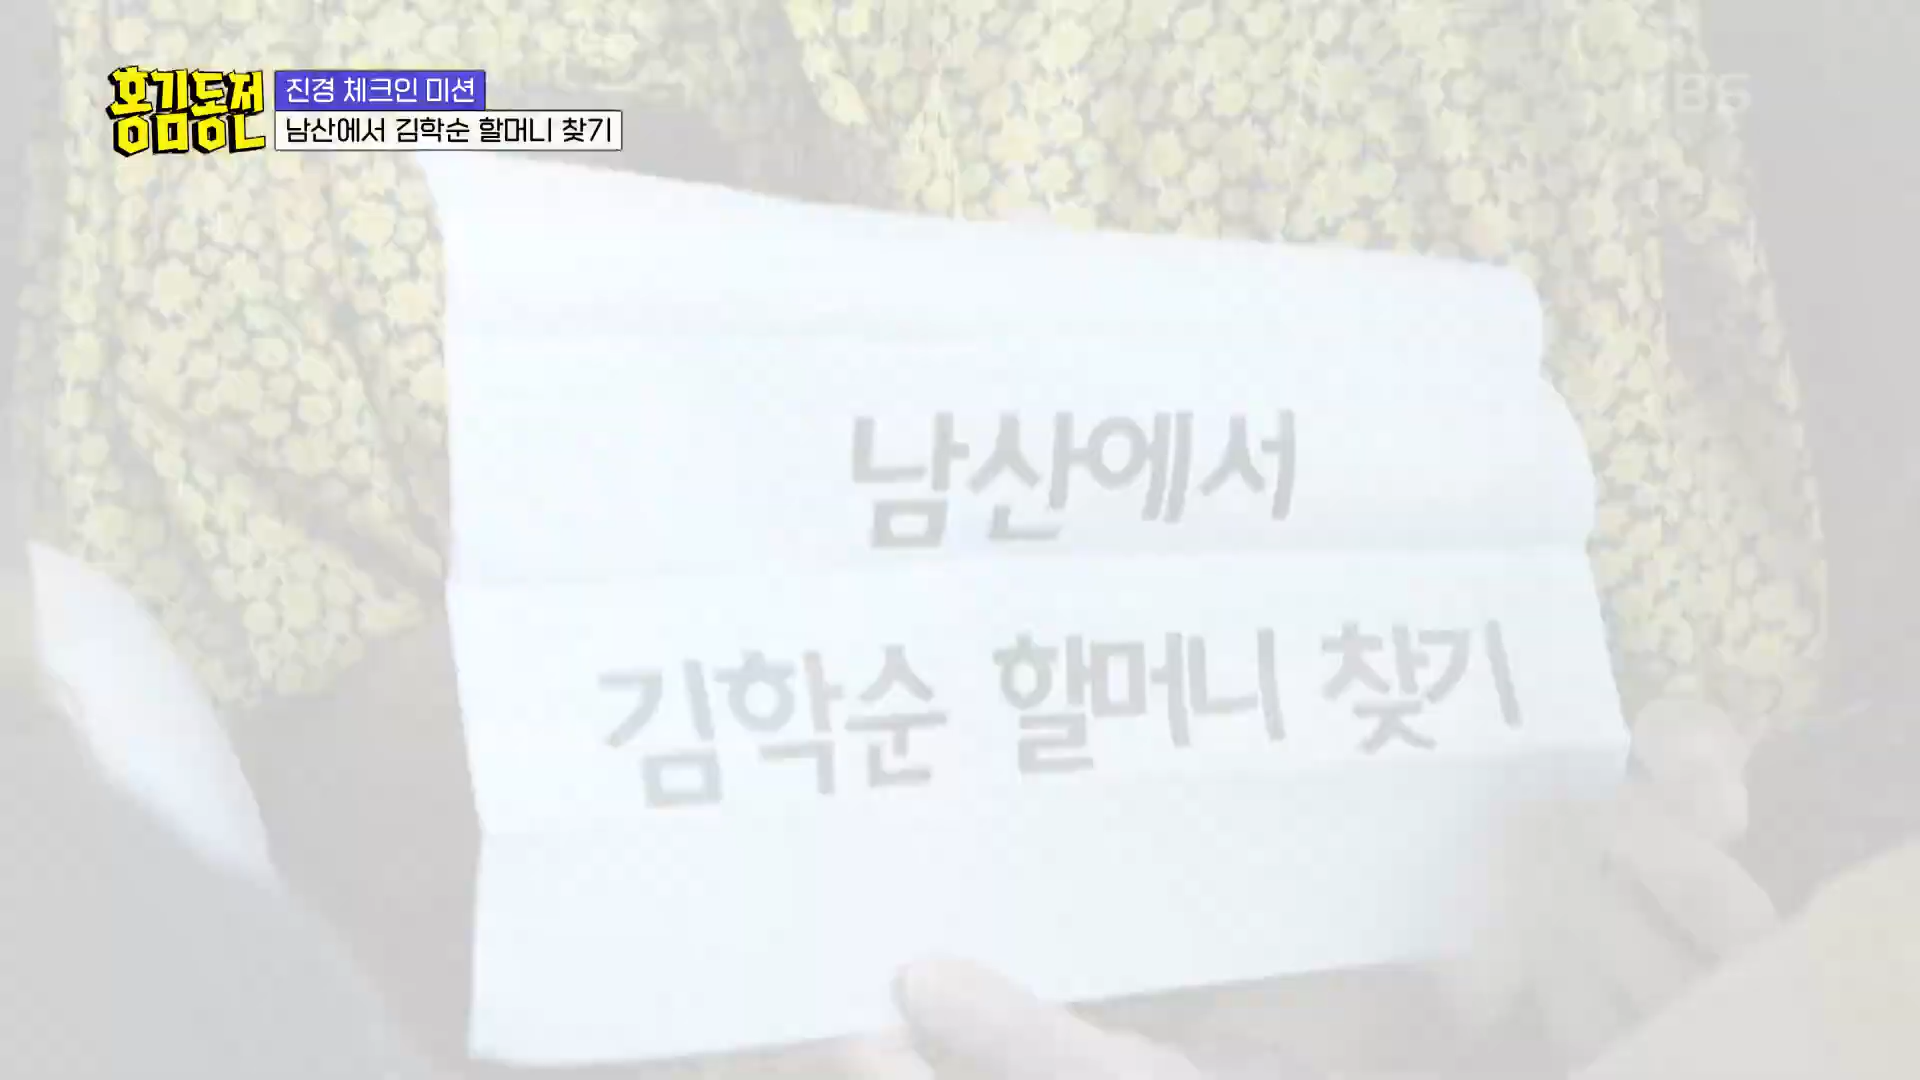 홍김동전
진경 체크인 미션
남산에서 김학순 할머니 찾기
남산에서
김학순 할머니 찾기